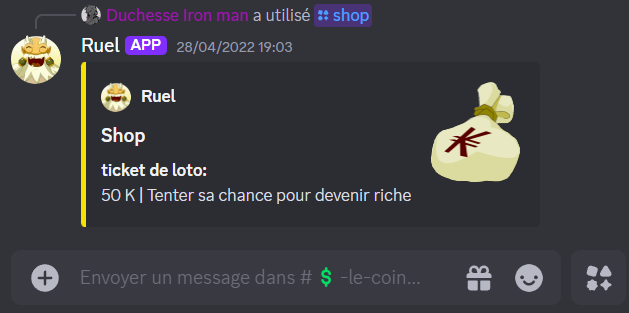 Duchesse Iron man a utilisé shop
Ruel APP 28/04/2022 19:03
Ruel
Shop
ticket de loto:
50 K | Tenter sa chance pour devenir riche
Envoyer un message dans # $ -le-coin...